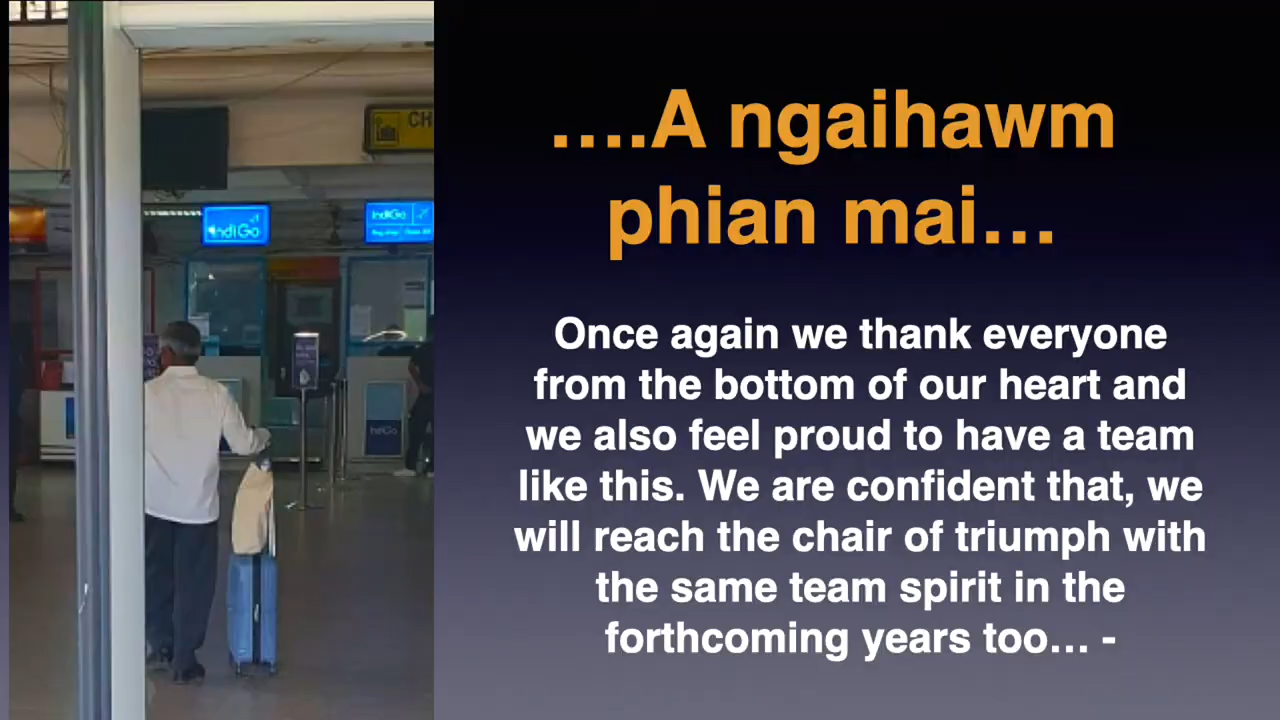 CH
IndiGo
IndiGo
IndiGo
….A ngaihawm
phian mai…
Once again we thank everyone
from the bottom of our heart and
we also feel proud to have a team
like this. We are confident that, we
will reach the chair of triumph with
the same team spirit in the
forthcoming years too… -